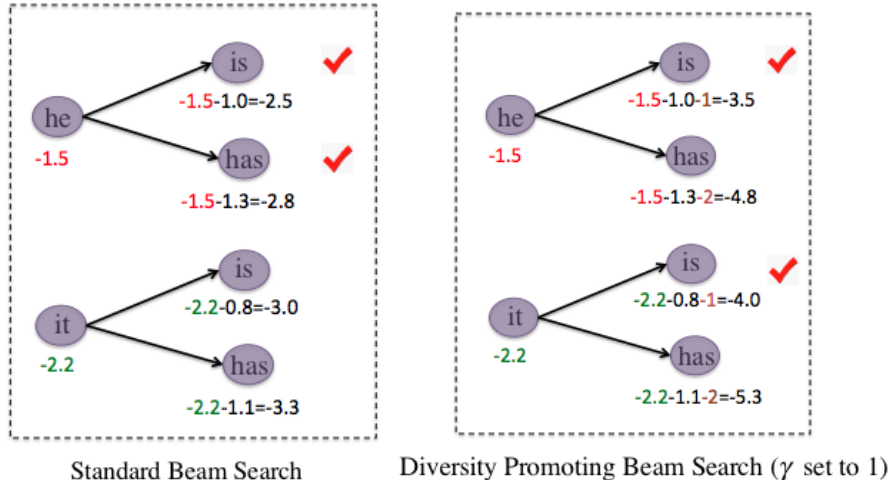 is
-1.5-1.0=-2.5
he
-1.5
has
-1.5-1.3=-2.8
is
-2.2-0.8=-3.0
it
-2.2
has
-2.2-1.1=-3.3
Standard Beam Search
is
-1.5-1.0-1=-3.5
he
-1.5
has
-1.5-1.3-2=-4.8
is
-2.2-0.8-1=-4.0
it
-2.2
has
-2.2-1.1-2=-5.3
Diversity Promoting Beam Search (γ set to 1)